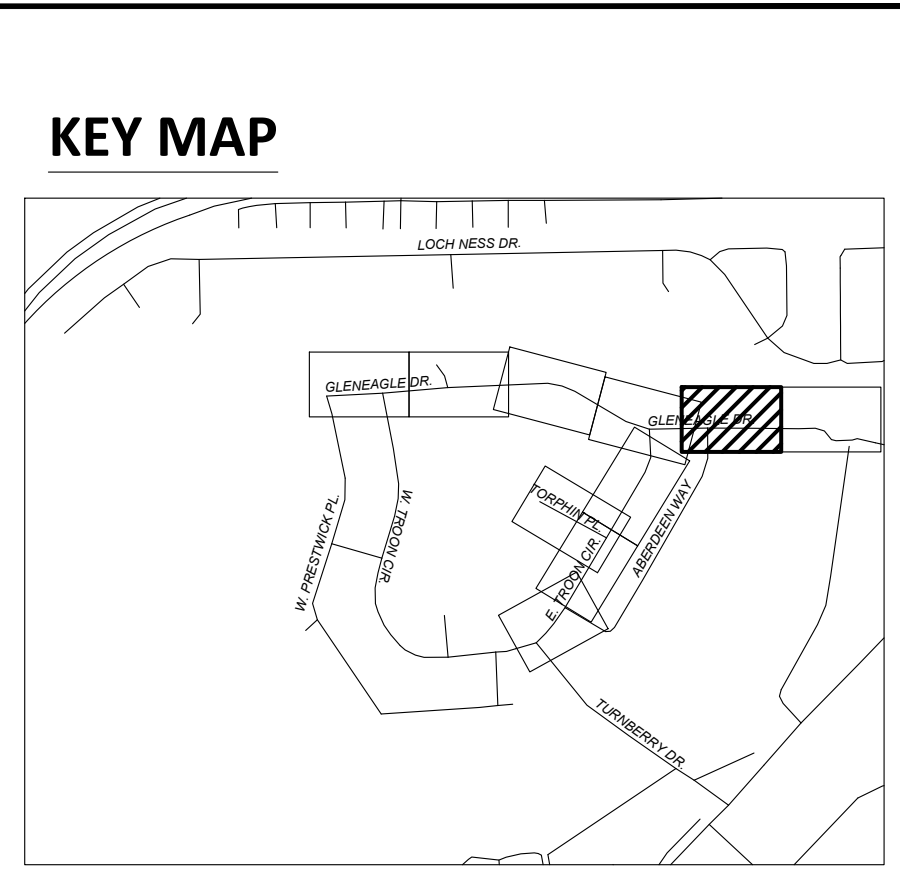 KEY MAP
LOCH NESS DR.
GLENEAGLE DR.
GLENEAGLE DR.
TORPHIN PL.
ABERDEEN WAY
W. TROON CIR.
W. PRESTWICK PL.
E. TROON CIR.
TURNBERRY DR.